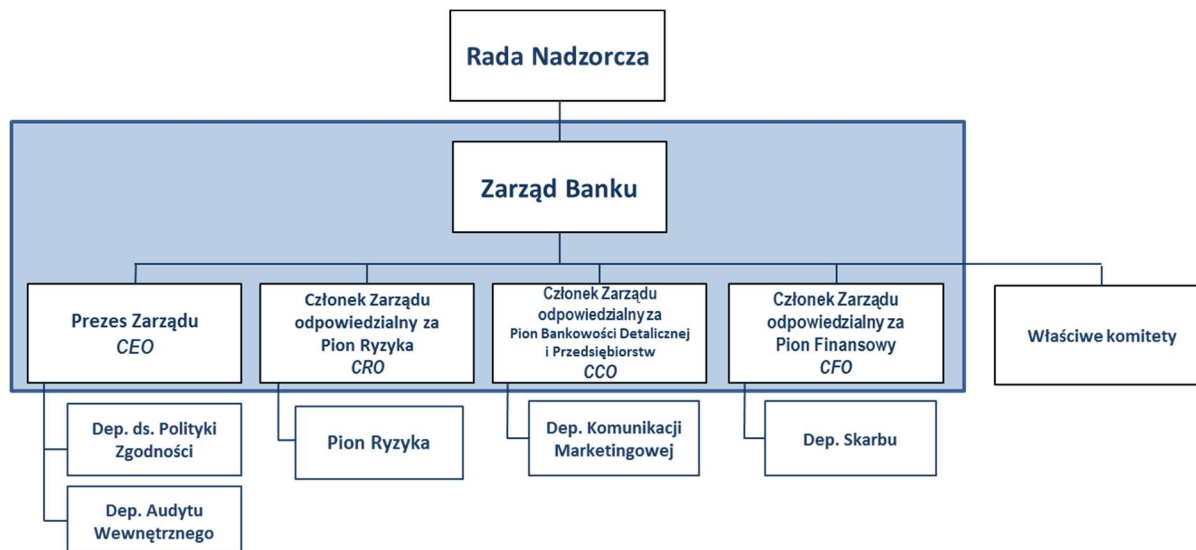 Rada Nadzorcza
Zarząd Banku
Prezes Zarządu
CEO
Członek Zarządu
odpowiedzialny za
Pion Ryzyka
CRO
Członek Zarządu
odpowiedzialny za
Pion Bankowości Detalicznej
i Przedsiębiorstw
CCO
Członek Zarządu
odpowiedzialny za
Pion Finansowy
CFO
Właściwe komitety
Dep. ds. Polityki
Zgodności
Pion Ryzyka
Dep. Komunikacji
Marketingowej
Dep. Skarbu
Dep. Audytu
Wewnętrznego